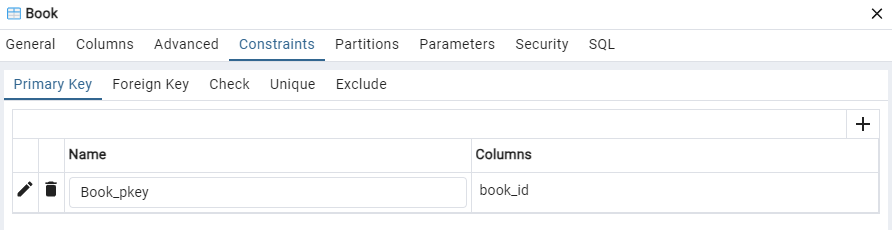 Book
General Columns Advanced Constraints Partitions Parameters Security SQL
Primary Key Foreign Key Check Unique Exclude
Name Columns
Book_pkey book_id